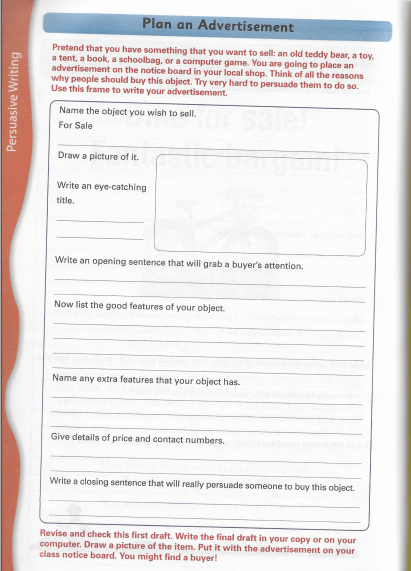 Plan an Advertisement
Persuasive Writing
Pretend that you have something that you want to sell: an old teddy bear, a toy,
a tent, a book, a schoolbag, or a computer game. You are going to place an
advertisement on the notice board in your local shop. Think of all the reasons
why people should buy this object. Try very hard to persuade them to do so.
Use this frame to write your advertisement.
Name the object you wish to sell.
For Sale
Draw a picture of it.
Write an eye-catching
title.
Write an opening sentence that will grab a buyer's attention.
Now list the good features of your object.
Name any extra features that your object has.
Give details of price and contact numbers.
Write a closing sentence that will really persuade someone to buy this object.
Revise and check this first draft. Write the final draft in your copy or on your
computer. Draw a picture of the item. Put it with the advertisement on your
class notice board. You might find a buyer!